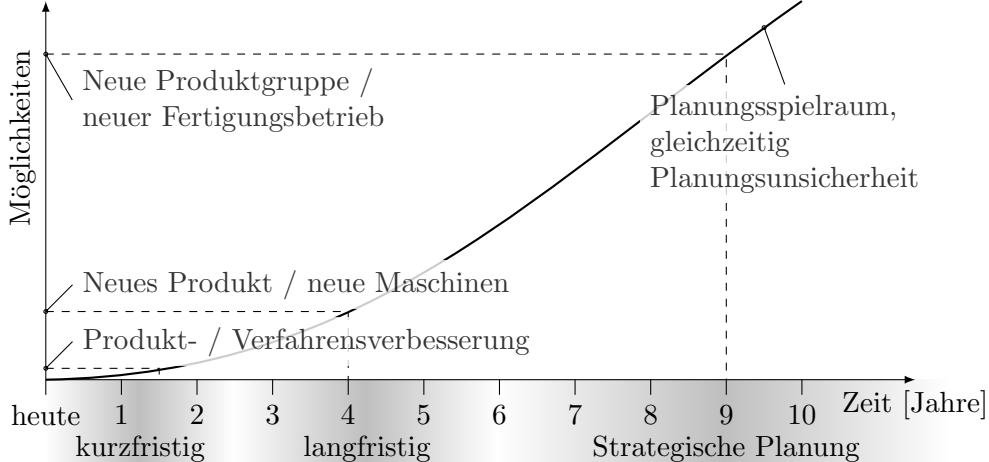 Möglichkeiten
Neue Produktgruppe /
neuer Fertigungsbetrieb
Planungsspielraum,
gleichzeitig
Planungsunsicherheit
Neues Produkt / neue Maschinen
Produkt- / Verfahrensverbesserung
heute 1 2 3 4 5 6 7 8 9 10 Zeit [Jahre]
kurzfristig langfristig Strategische Planung